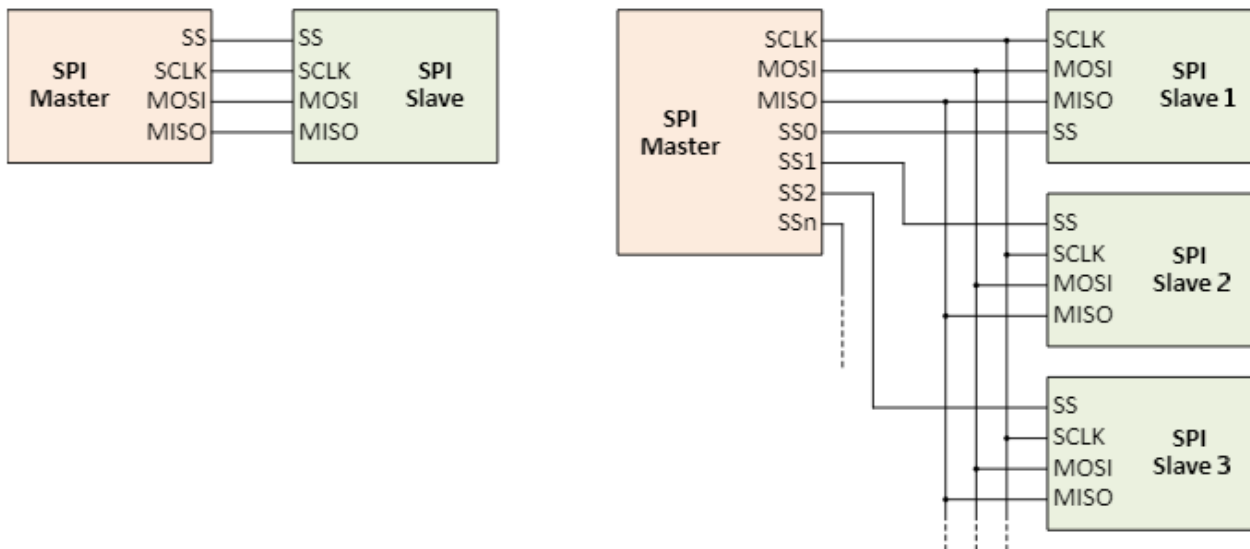 SS
SCLK
MOSI
MISO
SPI
Master
SS
SCLK
MOSI
MISO
SPI
Slave
SCLK
MOSI
MISO
SS0
SS1
SS2
SSn
SPI
Master
SCLK
MOSI
MISO
SS
SPI
Slave 1
SS
SCLK
MOSI
MISO
SPI
Slave 2
SS
SCLK
MOSI
MISO
SPI
Slave 3